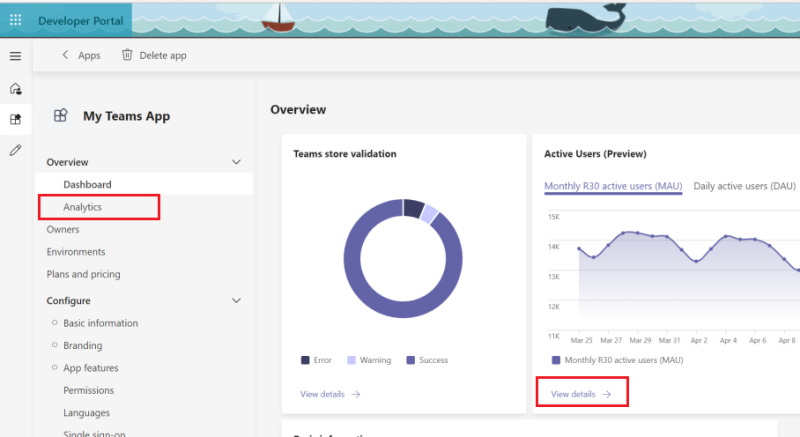 Developer Portal
Apps
Delete app
My Teams App
Overview
Dashboard
Analytics
Owners
Environments
Plans and pricing
Configure
Basic information
Branding
App features
Permissions
Languages
Single sign-on
Overview
Teams store validation
Error
Warning
Success
View details
Active Users (Preview)
Monthly R30 active users (MAU)
Daily active users (DAU)
15K
14K
13K
12K
11K
Mar 25
Mar 27
Mar 29
Mar 31
Apr 2
Apr 4
Apr 6
Apr 8
Monthly R30 active users (MAU)
View details